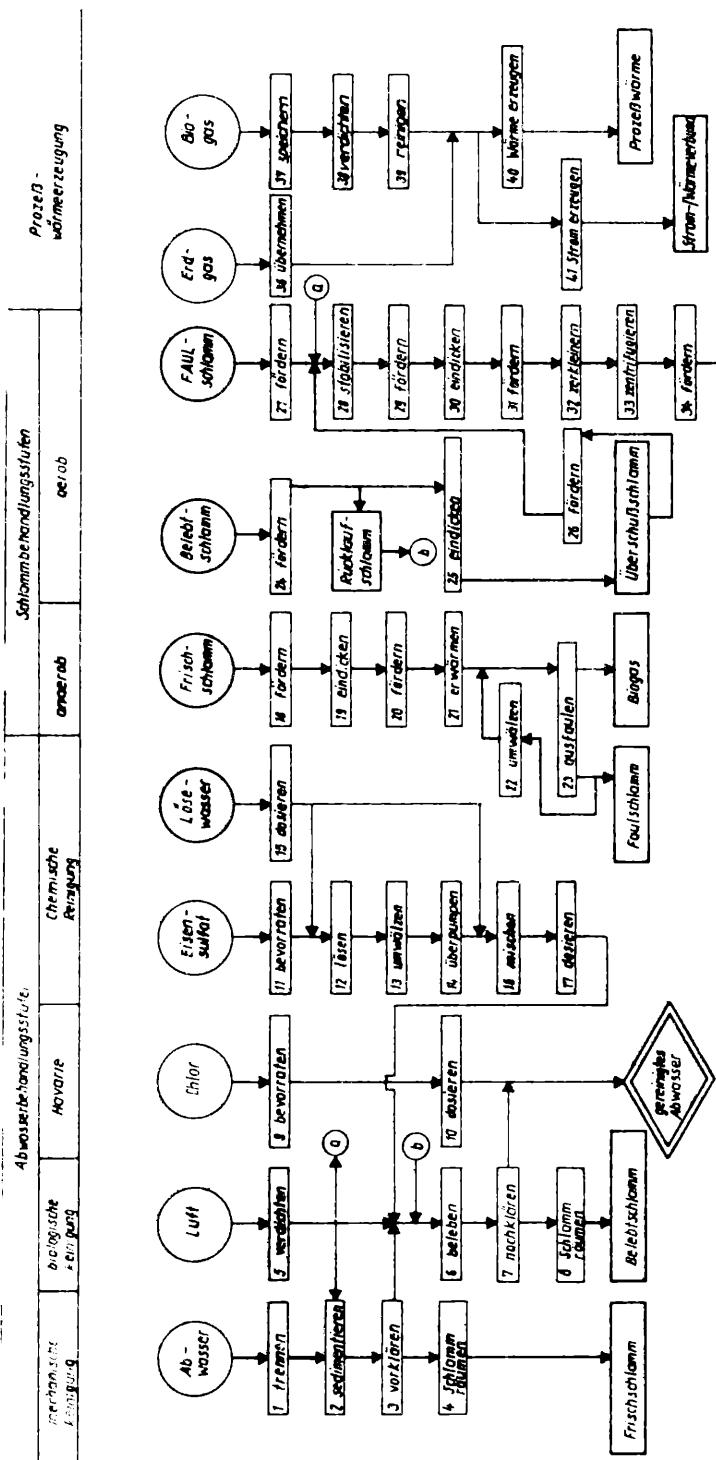 Abwasserbehandlungsstufen
Schlammbehandlungsstufen
Prozeß-
wärmeerzeugung
mechanische
Reinigung
biologische
Reinigung
Havarie
Chemische
Reinigung
anaerob
aerob
Ab-
wasser
Luft
Chlor
Eisen-
sulfat
Löse-
wasser
Frisch-
schlamm
Belebt-
schlamm
FAUL-
schlamm
Erd-
gas
Bio-
gas
1 trennen
2 sedimentieren
3 vorklären
4 Schlamm
räumen
Frischschlamm
5 verdichten
a
b
6 beleben
7 nachklären
8 Schlamm
räumen
Belebtschlamm
9 bevorraten
10 dosieren
gereinigtes
Abwasser
11 bevorraten
12 lösen
13 umwälzen
14 überpumpen
16 mischen
17 dosieren
15 dosieren
18 fördern
19 eindicken
20 fördern
21 erwärmen
22 umwälzen
23 ausfaulen
Faulschlamm
Biogas
24 fördern
Rücklauf-
schlamm
b
25 eindicken
26 fördern
Überschußschlamm
27 fördern
a
28 stabilisieren
29 fördern
30 eindicken
31 fördern
32 zerkleinern
33 zentrifugieren
34 fördern
36 übernehmen
37 speichern
38 verdichten
39 reinigen
40 Wärme erzeugen
41 Strom erzeugen
Prozeßwärme
Strom-/Wärmeverbund